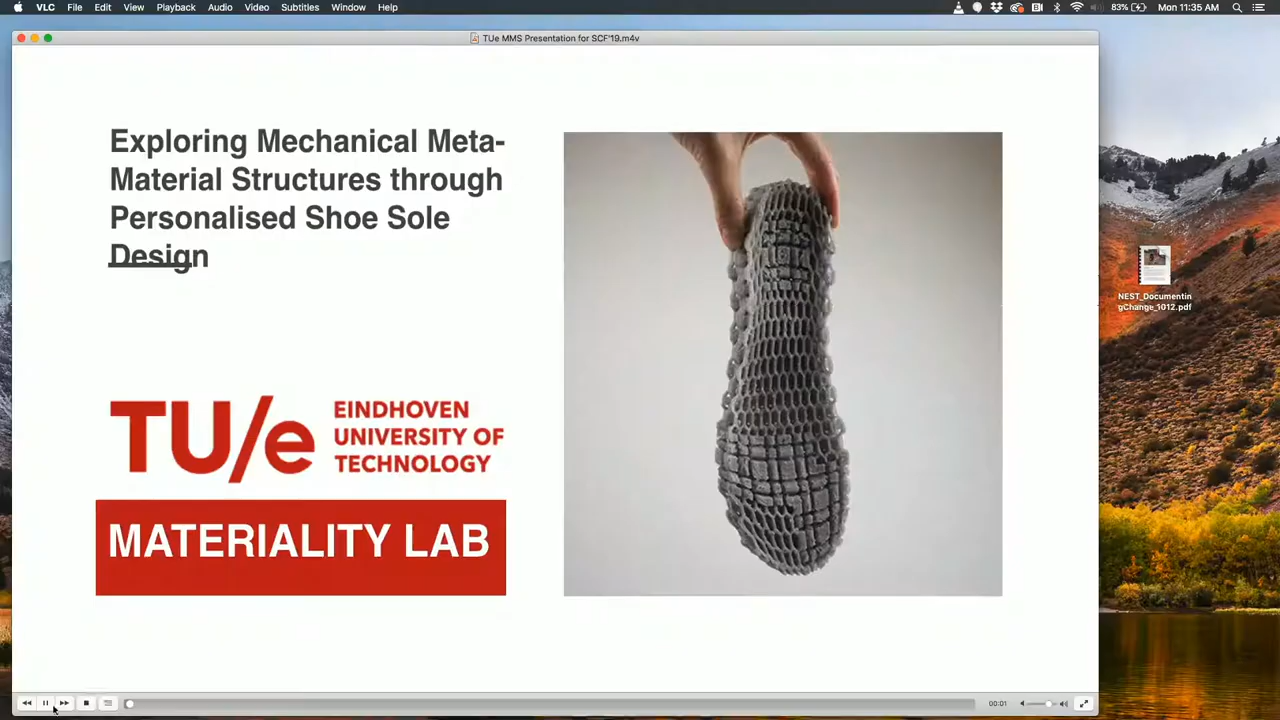 VLC File Edit View Playback Audio Video Subtitles Window Help
83% Mon 11:35 AM
TUe MMS Presentation for SCF'19.m4v
Exploring Mechanical Meta-
Material Structures through
Personalised Shoe Sole
Design
TU/e
EINDHOVEN
UNIVERSITY OF
TECHNOLOGY
MATERIALITY LAB
NEST_Documentin
gChange_1012.pdf
00:01